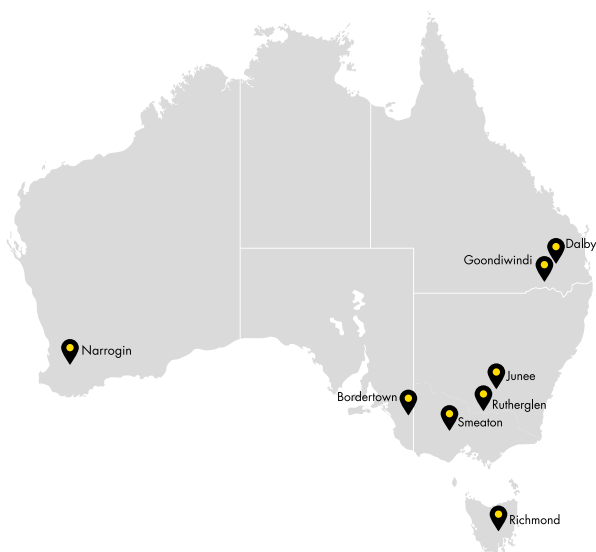 Dalby
Goondiwindi
Narrogin
Junee
Bordertown
Rutherglen
Smeaton
Richmond